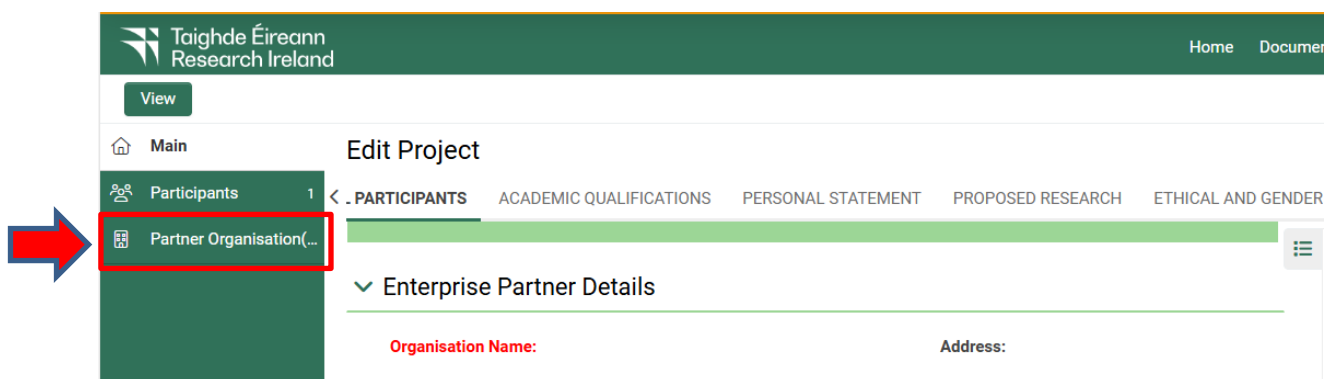 Taighde Éireann
Research Ireland
Home Documen
View
Main
Participants 1
Partner Organisation(...
Edit Project
. PARTICIPANTS ACADEMIC QUALIFICATIONS PERSONAL STATEMENT PROPOSED RESEARCH ETHICAL AND GENDER
Enterprise Partner Details
Organisation Name: Address: